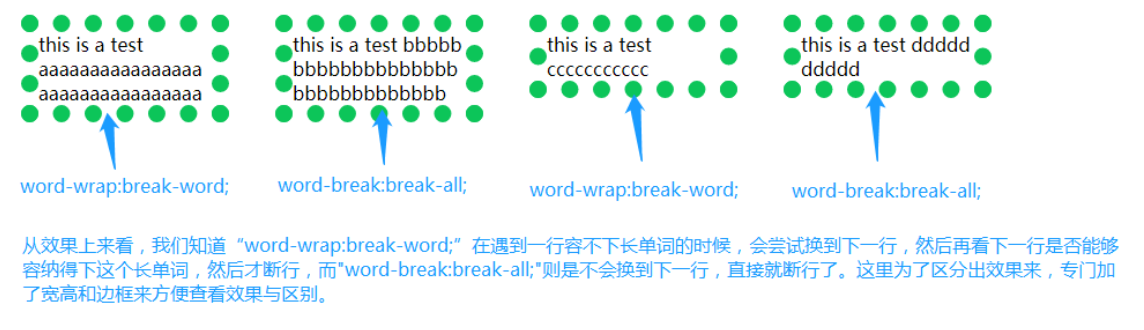 this is a test
aaaaaaaaaaaaaaaa
aaaaaaaaaaaaaaaa
this is a test bbbbb
bbbbbbbbbbbbbb
bbbbbbbbbbbbb
this is a test
ccccccccccc
this is a test ddddd
ddddd
word-wrap:break-word;
word-break:break-all;
word-wrap:break-word;
word-break:break-all;
从效果上来看，我们知道“word-wrap:break-word;”在遇到一行容不下长单词的时候，会尝试换到下一行，然后再看下一行是否能够
容纳得下这个长单词，然后才断行，而"word-break:break-all;"则是不会换到下一行，直接就断行了。这里为了区分出效果来，专门加
了宽高和边框来方便查看效果与区别。